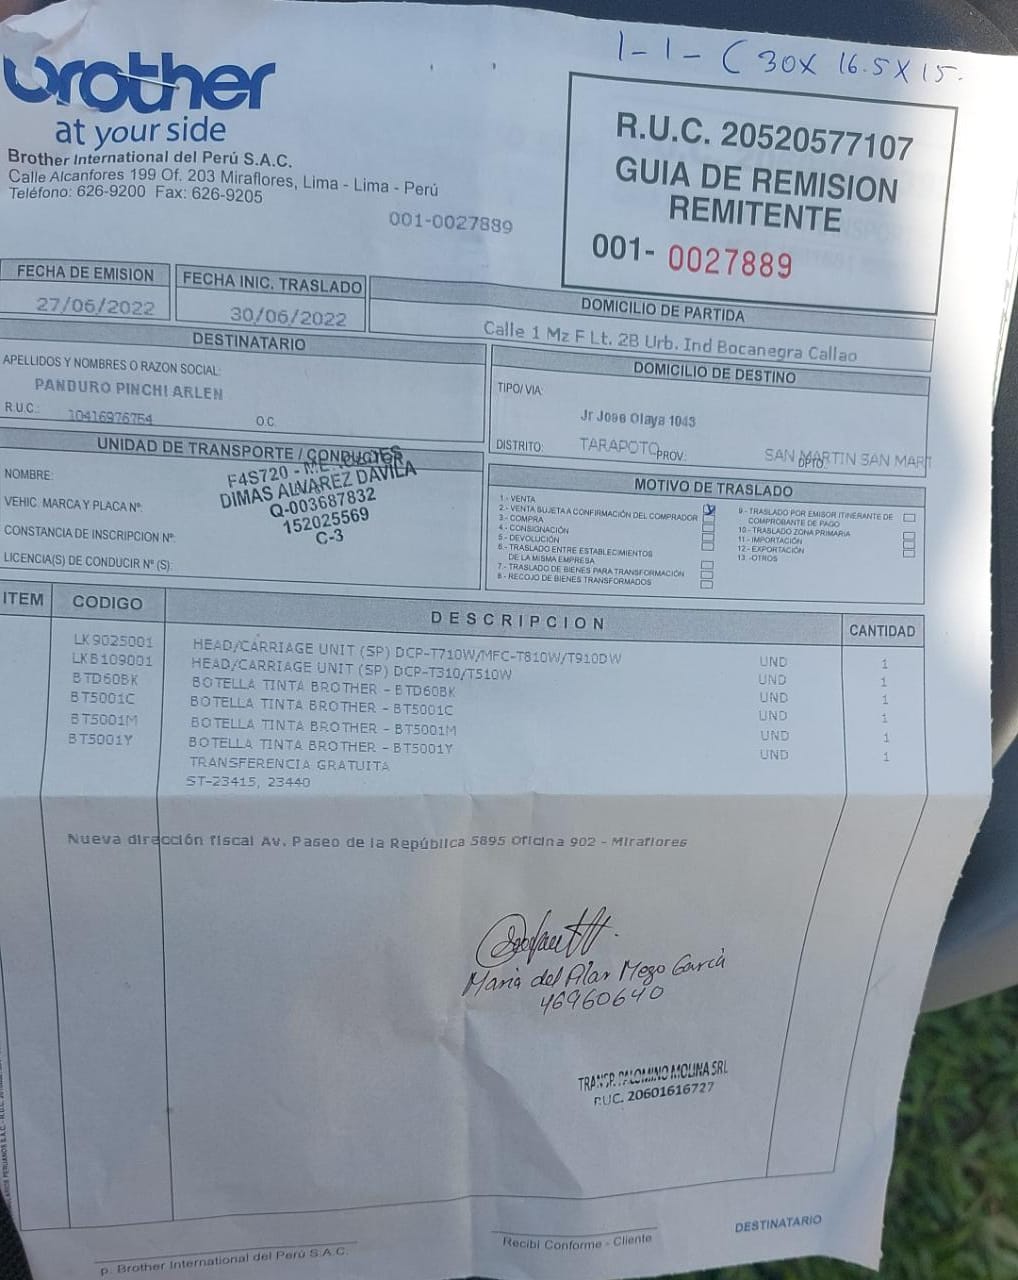 1-1- C 30X 16.5X15.
brother
at your side
Brother International del Perú S.A.C.
Calle Alcanfores 199 Of. 203 Miraflores, Lima - Lima - Perú
Teléfono: 626-9200 Fax: 626-9205
001-0027889
R.U.C. 20520577107
GUIA DE REMISION
REMITENTE
001- 0027889
FECHA DE EMISION
27/06/2022
FECHA INIC. TRASLADO
30/06/2022
DOMICILIO DE PARTIDA
Calle 1 Mz F Lt. 2B Urb. Ind Bocanegra Callao
DESTINATARIO
APELLIDOS Y NOMBRES O RAZON SOCIAL:
PANDURO PINCHI ARLEN
R.U.C.: 10416976754 O.C.
DOMICILIO DE DESTINO
TIPO/VIA:
Jr Jose Olaya 1043
DISTRITO: TARAPOTO PROV: SAN MARTIN DPTO: SAN MART
UNIDAD DE TRANSPORTE / CONDUCTOR
NOMBRE:
VEHIC. MARCA Y PLACA Nº:
CONSTANCIA DE INSCRIPCION Nº:
LICENCIA(S) DE CONDUCIR Nº (S):
F4S720 -
DIMAS ALVAREZ DAVILA
Q-003687832
152025569
C-3
MOTIVO DE TRASLADO
1.- VENTA
2.- VENTA SUJETA A CONFIRMACIÓN DEL COMPRADOR
3.- COMPRA
4.- CONSIGNACIÓN
5.- DEVOLUCIÓN
6.- TRASLADO ENTRE ESTABLECIMIENTOS
DE LA MISMA EMPRESA
7.- TRASLADO DE BIENES PARA TRANSFORMACIÓN
8.- RECOJO DE BIENES TRANSFORMADOS
9.- TRASLADO POR EMISOR ITINERANTE DE
COMPROBANTE DE PAGO
10.- TRASLADO ZONA PRIMARIA
11.- IMPORTACIÓN
12.- EXPORTACIÓN
13.- OTROS
ITEM CODIGO DESCRIPCION CANTIDAD
LK9025001 HEAD/CARRIAGE UNIT (SP) DCP-T710W/MFC-T810W/T910DW UND 1
LKB109001 HEAD/CARRIAGE UNIT (SP) DCP-T310/T510W UND 1
BTD60BK BOTELLA TINTA BROTHER - BTD60BK UND 1
BT5001C BOTELLA TINTA BROTHER - BT5001C UND 1
BT5001M BOTELLA TINTA BROTHER - BT5001M UND 1
BT5001Y BOTELLA TINTA BROTHER - BT5001Y UND 1
TRANSFERENCIA GRATUITA
ST-23415, 23440
Nueva dirección fiscal Av. Paseo de la República 5895 Oficina 902 - Miraflores
Maria del Pilar Mego Garcia
46960640
TRANSP. PALOMINO MOLINA SRL
RUC. 20601616727
p. Brother International del Perú S.A.C.
Recibí Conforme - Cliente
DESTINATARIO